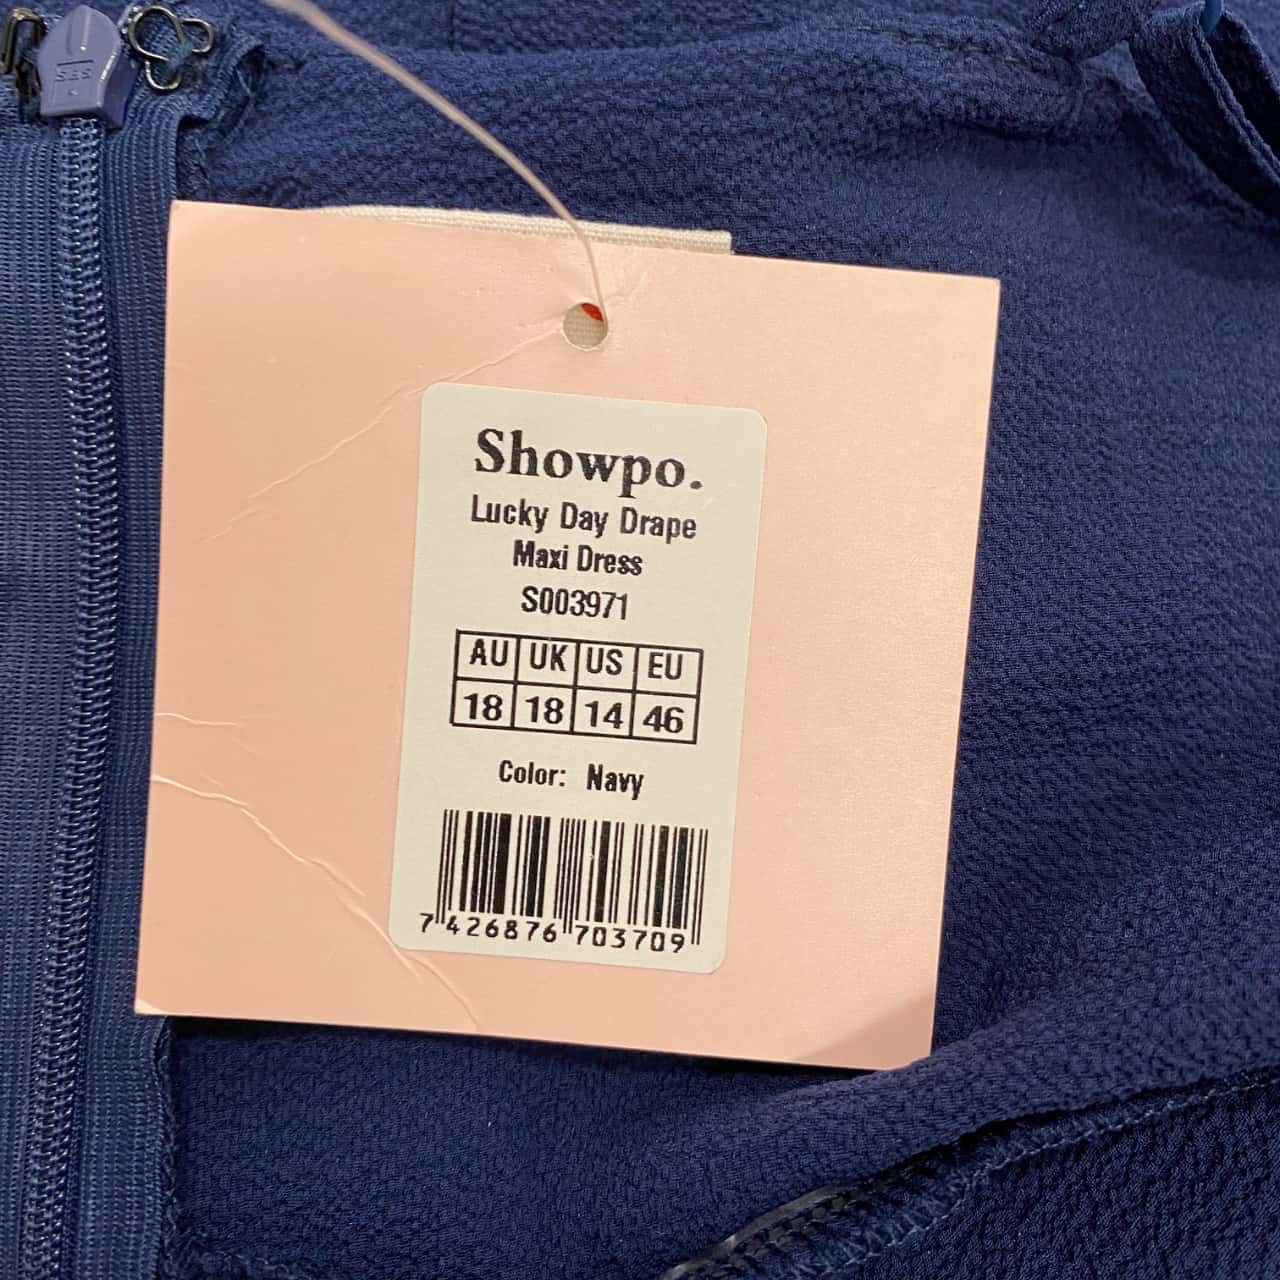 SBS
Showpo.
Lucky Day Drape
Maxi Dress
S003971
AU UK US EU
18 18 14 46
Color: Navy
7 426876 703709